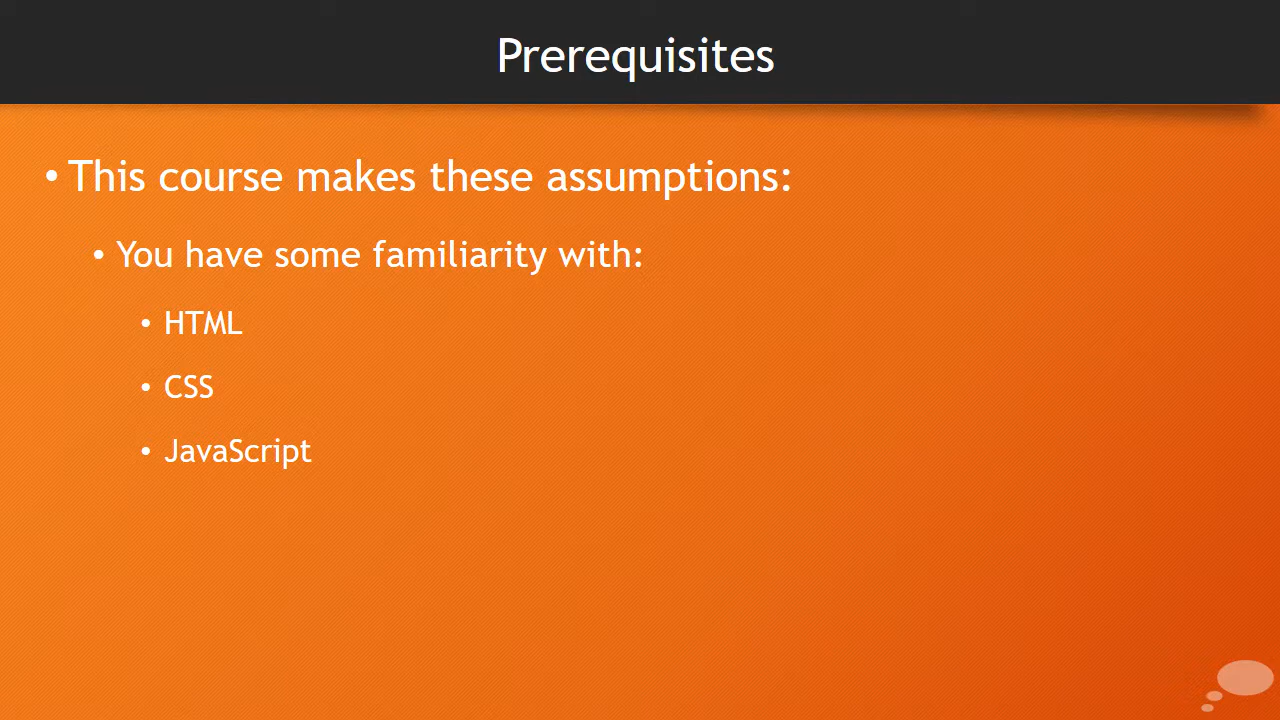 Prerequisites
• This course makes these assumptions:
• You have some familiarity with:
• HTML
• CSS
• JavaScript